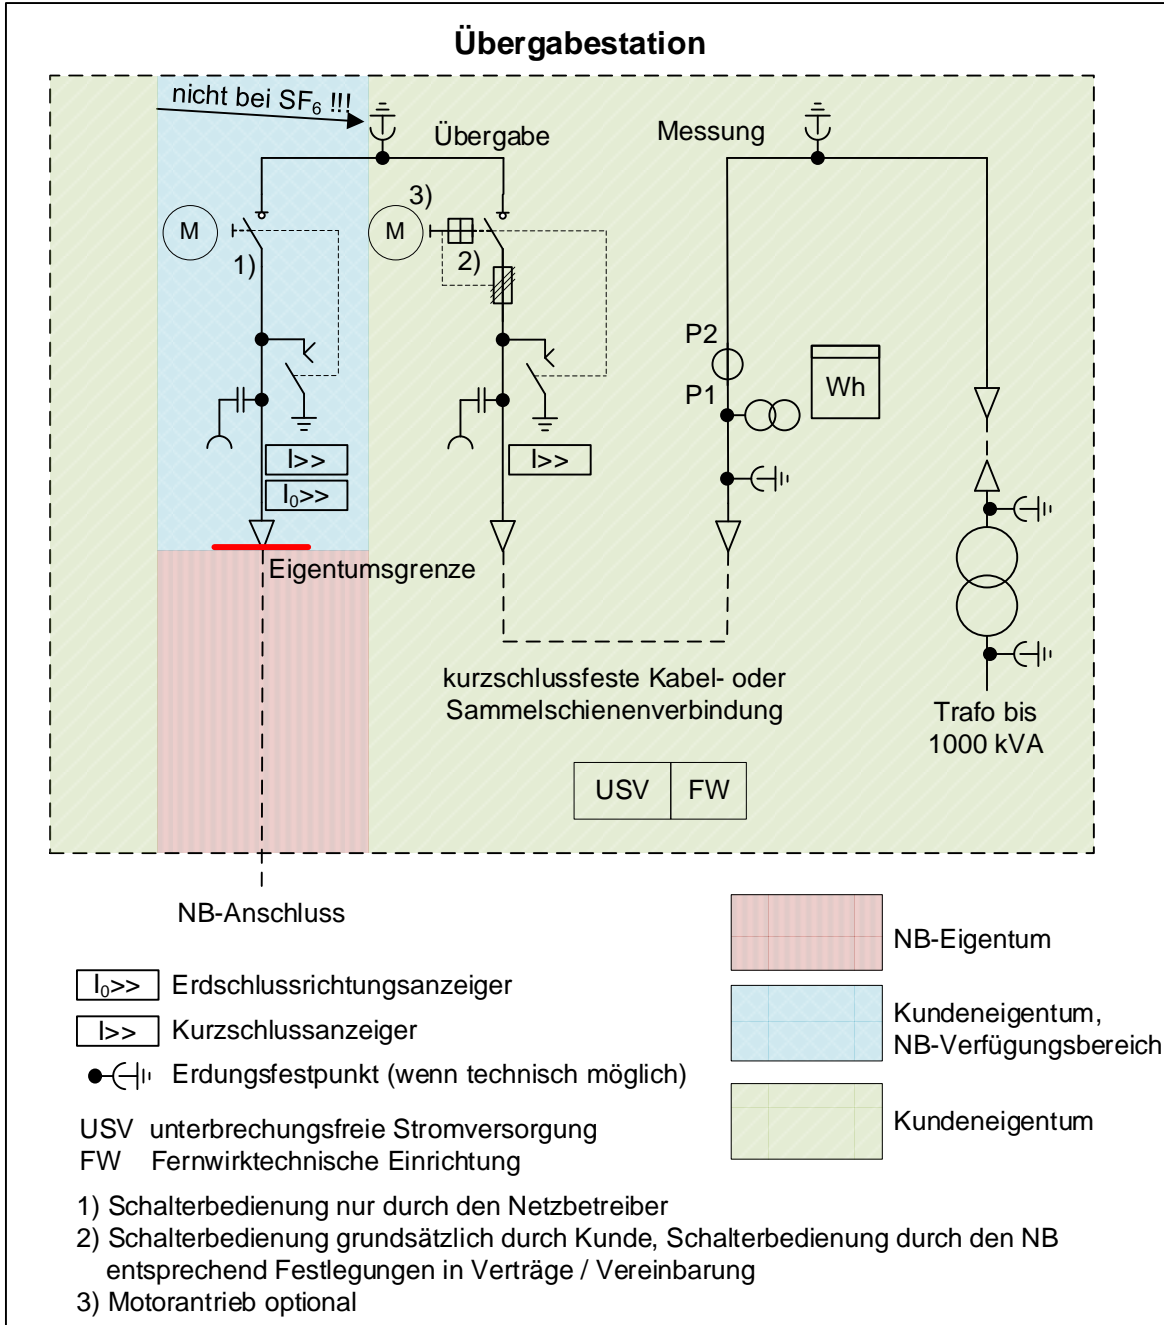 Übergabestation
nicht bei SF₆ !!!
Übergabe
Messung
3)
M
M
1)
2)
P2
P1
Wh
I>>
I₀>>
I>>
Eigentumsgrenze
kurzschlussfeste Kabel- oder
Sammelschienenverbindung
Trafo bis
1000 kVA
USV
FW
NB-Anschluss
NB-Eigentum
I₀>> Erdschlussrichtungsanzeiger
I>> Kurzschlussanzeiger
Kundeneigentum,
NB-Verfügungsbereich
Erdungsfestpunkt (wenn technisch möglich)
Kundeneigentum
USV unterbrechungsfreie Stromversorgung
FW Fernwirktechnische Einrichtung
1) Schalterbedienung nur durch den Netzbetreiber
2) Schalterbedienung grundsätzlich durch Kunde, Schalterbedienung durch den NB
entsprechend Festlegungen in Verträge / Vereinbarung
3) Motorantrieb optional